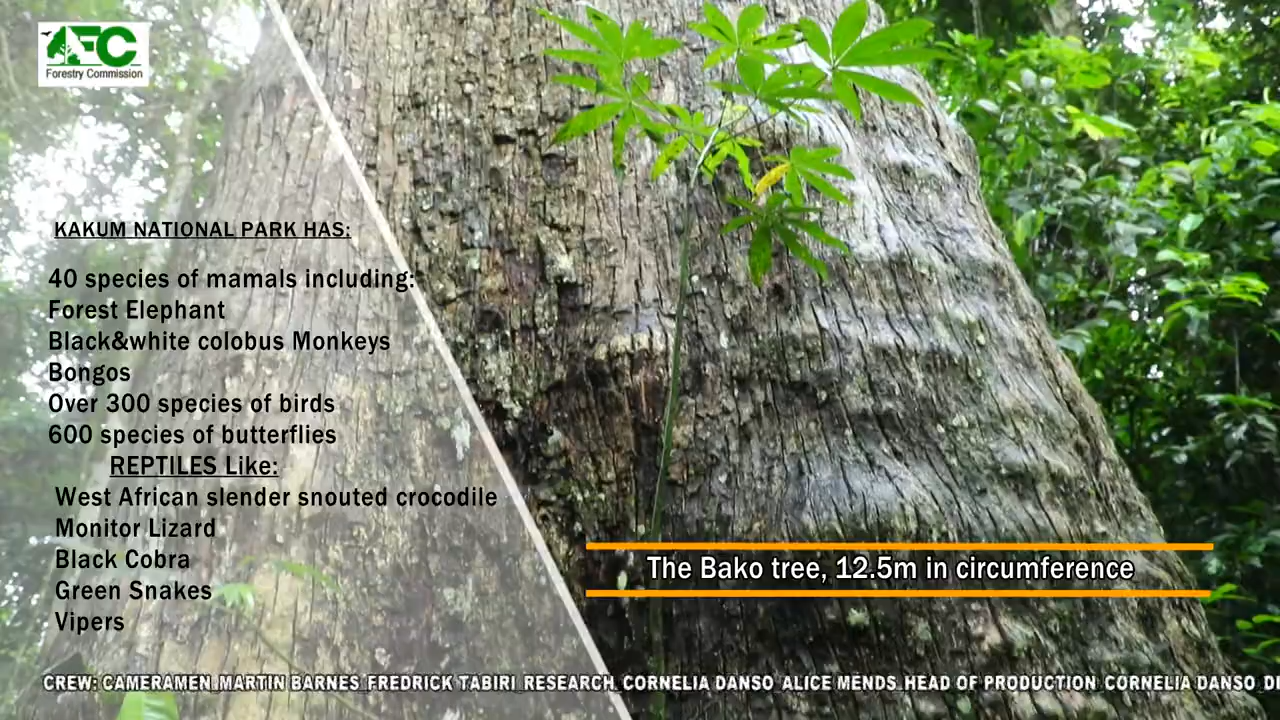 FC
Forestry Commission
KAKUM NATIONAL PARK HAS:
40 species of mamals including:
Forest Elephant
Black&white colobus Monkeys
Bongos
Over 300 species of birds
600 species of butterflies
REPTILES Like:
West African slender snouted crocodile
Monitor Lizard
Black Cobra
Green Snakes
Vipers
The Bako tree, 12.5m in circumference
CREW: CAMERAMEN MARTIN BARNES FREDRICK TABIRI RESEARCH CORNELIA DANSO ALICE MENDS HEAD OF PRODUCTION CORNELIA DANSO DI